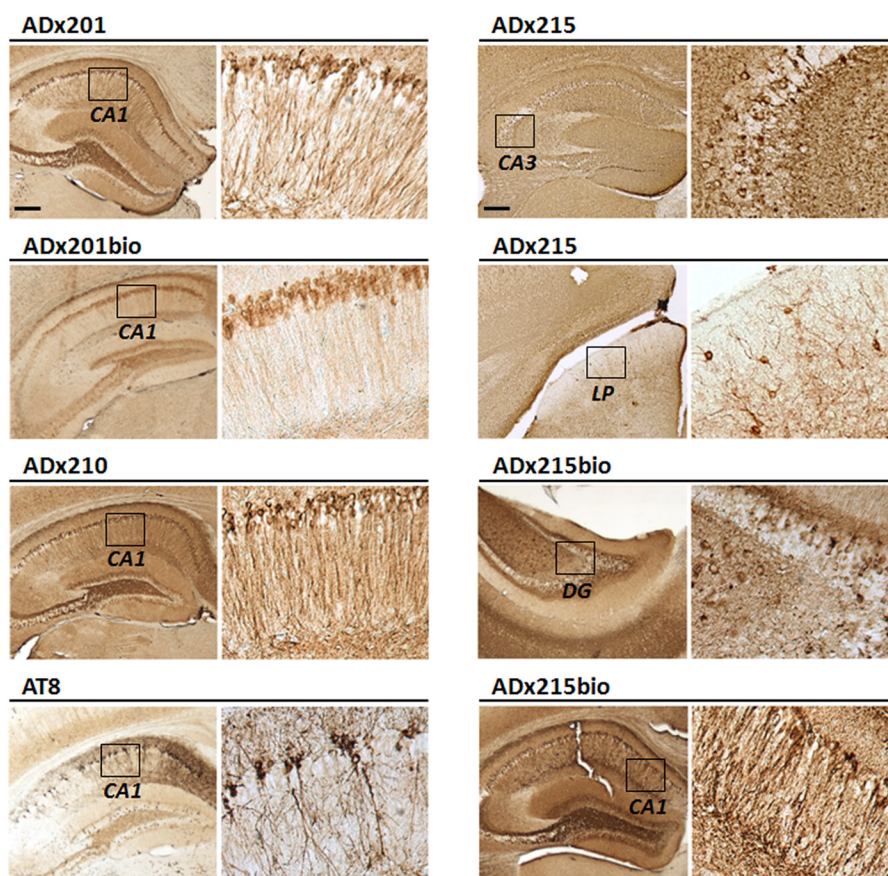 ADx201
CA1
ADx201bio
CA1
ADx210
CA1
AT8
CA1
ADx215
CA3
ADx215
LP
ADx215bio
DG
ADx215bio
CA1